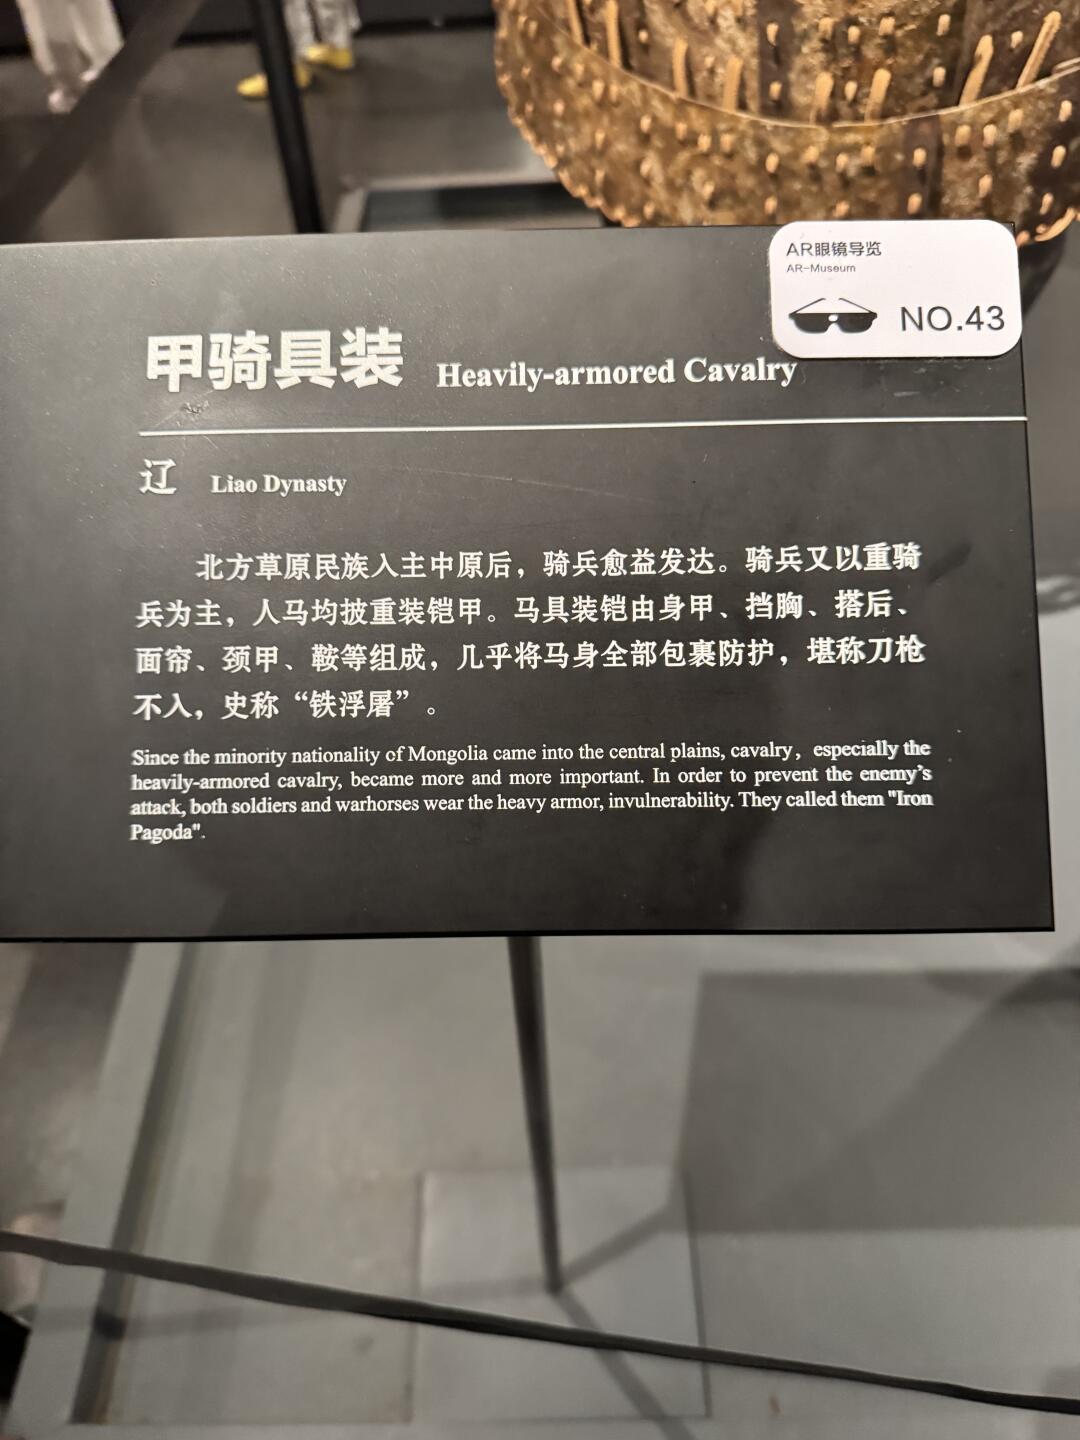 AR眼镜导览
AR-Museum
NO.43
甲骑具装 Heavily-armored Cavalry
辽 Liao Dynasty
北方草原民族入主中原后，骑兵愈益发达。骑兵又以重骑
兵为主，人马均披重装铠甲。马具装铠由身甲、挡胸、搭后、
面帘、颈甲、鞍等组成，几乎将马身全部包裹防护，堪称刀枪
不入，史称“铁浮屠”。
Since the minority nationality of Mongolia came into the central plains, cavalry，especially the
heavily-armored cavalry, became more and more important. In order to prevent the enemy’s
attack, both soldiers and warhorses wear the heavy armor, invulnerability. They called them "Iron
Pagoda".